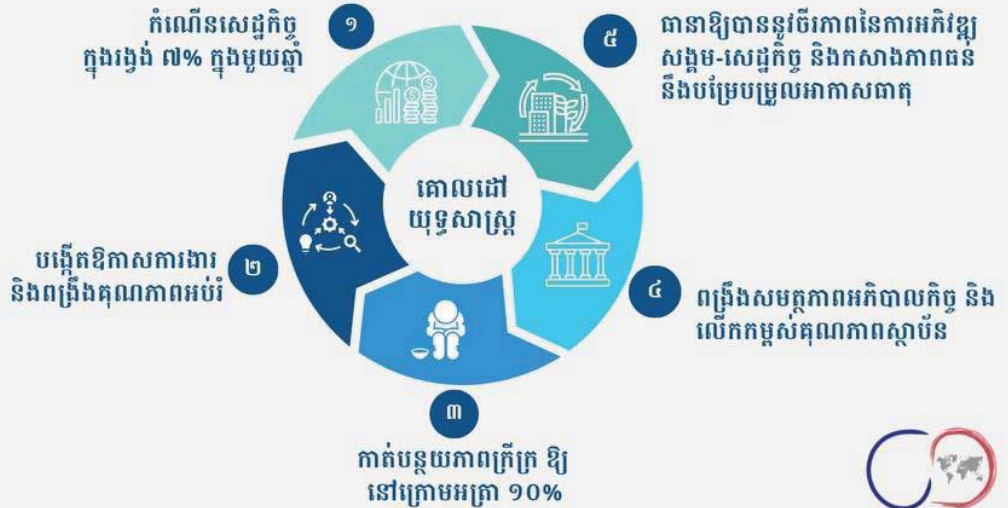 កំណើនសេដ្ឋកិច្ច
ក្នុងរង្វង់ ៧% ក្នុងមួយឆ្នាំ
១
បង្កើតឱកាសការងារ
និងពង្រឹងគុណភាពអប់រំ
២
៣
កាត់បន្ថយភាពក្រីក្រ ឱ្យ
នៅក្រោមអត្រា ១០%
៤
ពង្រឹងសមត្ថភាពអភិបាលកិច្ច និង
លើកកម្ពស់គុណភាពស្ថាប័ន
៥
ធានាឱ្យបាននូវចីរភាពនៃការអភិវឌ្ឍ
សង្គម-សេដ្ឋកិច្ច និងកសាងភាពធន់
នឹងបម្រែបម្រួលអាកាសធាតុ
គោលដៅ
យុទ្ធសាស្ត្រ